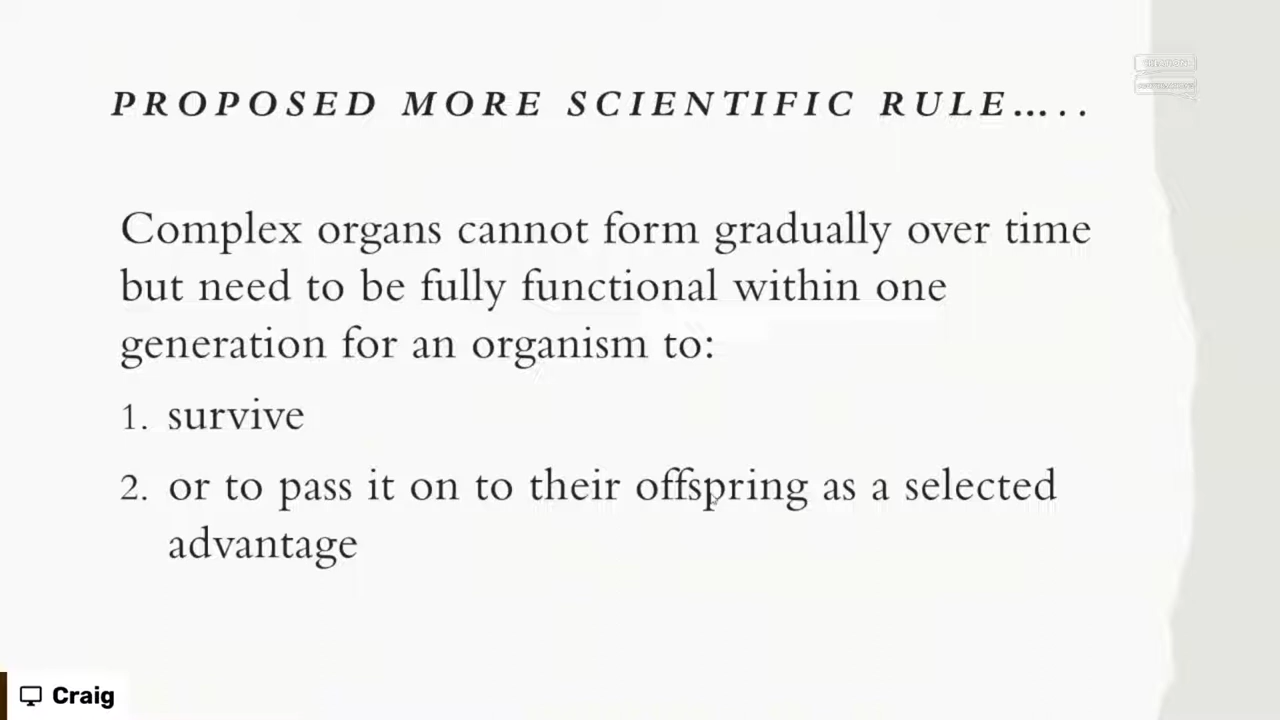 PROPOSED MORE SCIENTIFIC RULE.....
Complex organs cannot form gradually over time
but need to be fully functional within one
generation for an organism to:
1. survive
2. or to pass it on to their offspring as a selected
advantage
Craig